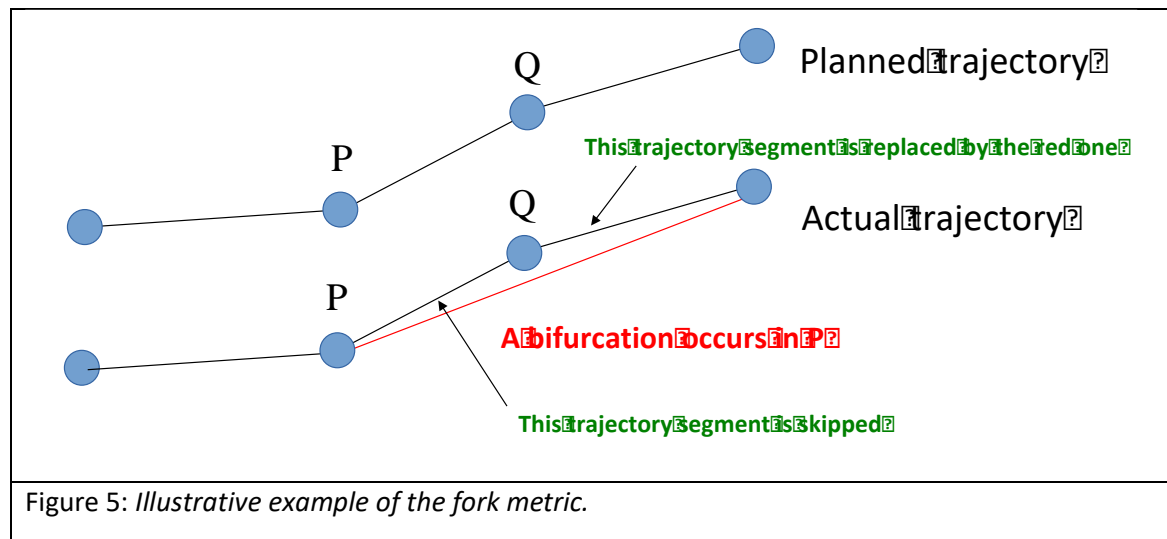 Q
Planned trajectory
P
This trajectory segment is replaced by the red one
Q
Actual trajectory
P
A bifurcation occurs in P
This trajectory segment is skipped
Figure 5: Illustrative example of the fork metric.